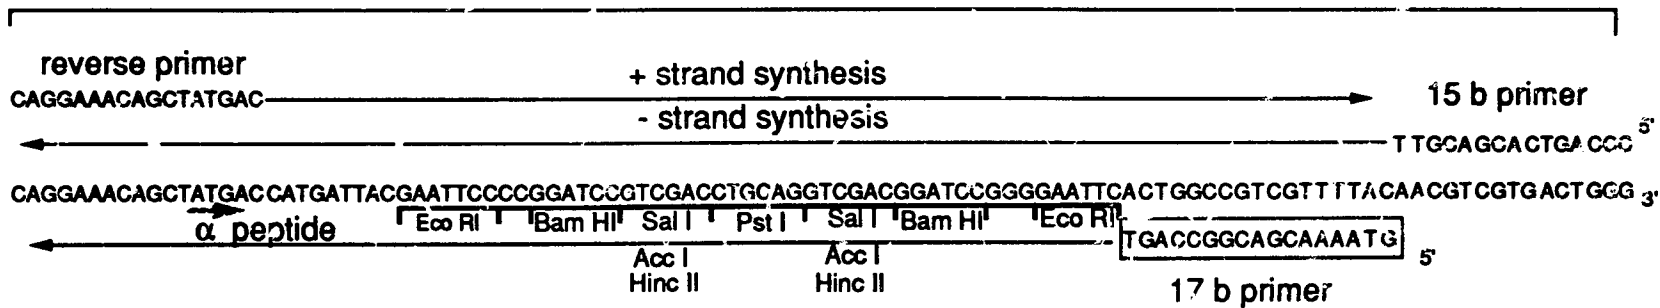 reverse primer
+ strand synthesis
CAGGAAACAGCTATGAC
15 b primer
- strand synthesis
TTGCAGCACTGACCC 5'
CAGGAAACAGCTATGACCATGATTACGAATTCCCCGGATCCGTCGACCTGCAGGTCGACGGATCCGGGGAATTCACTGGCCGTCGTTTTACAACGTCGTGACTGGG 3'
α peptide
Eco RI
Bam HI
Sal I
Pst I
Sal I
Bam HI
Eco RI
TGACCGGCAGCAAAATG
5'
Acc I
Acc I
Hinc II
Hinc II
17 b primer